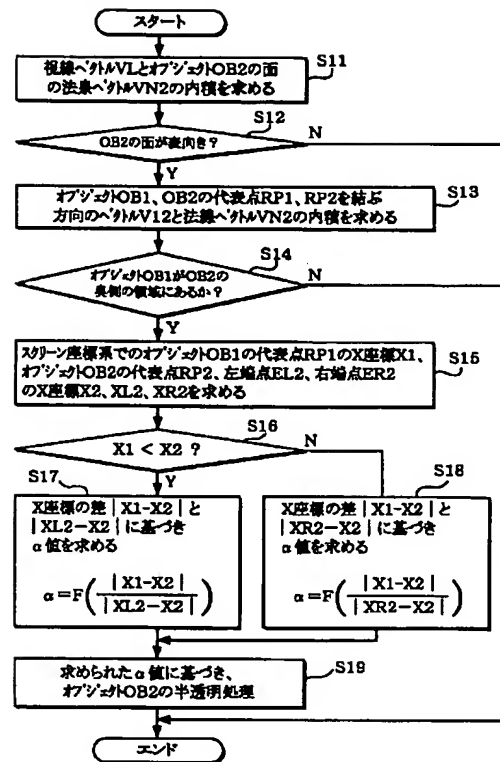 スタート
S11
視線ベクトルVLとオブジェクトOB2の面
の法線ベクトルVN2の内積を求める
S12
OB2の面が表向き?
N
Y
S13
オブジェクトOB1、OB2の代表点RP1、RP2を結ぶ
方向のベクトルV12と法線ベクトルVN2の内積を求める
S14
オブジェクトOB1がOB2の
裏側の領域にあるか?
N
Y
S15
スクリーン座標系でのオブジェクトOB1の代表点RP1のX座標X1、
オブジェクトOB2の代表点RP2、左端点EL2、右端点ER2
のX座標X2、XL2、XR2を求める
S16
X1 < X2 ?
N
Y
S17
X座標の差|X1-X2|と
|XL2-X2|に基づき
α値を求める
α=F(|X1-X2| / |XL2-X2|)
S18
X座標の差|X1-X2|と
|XR2-X2|に基づき
α値を求める
α=F(|X1-X2| / |XR2-X2|)
S19
求められたα値に基づき、
オブジェクトOB2の半透明処理
エンド